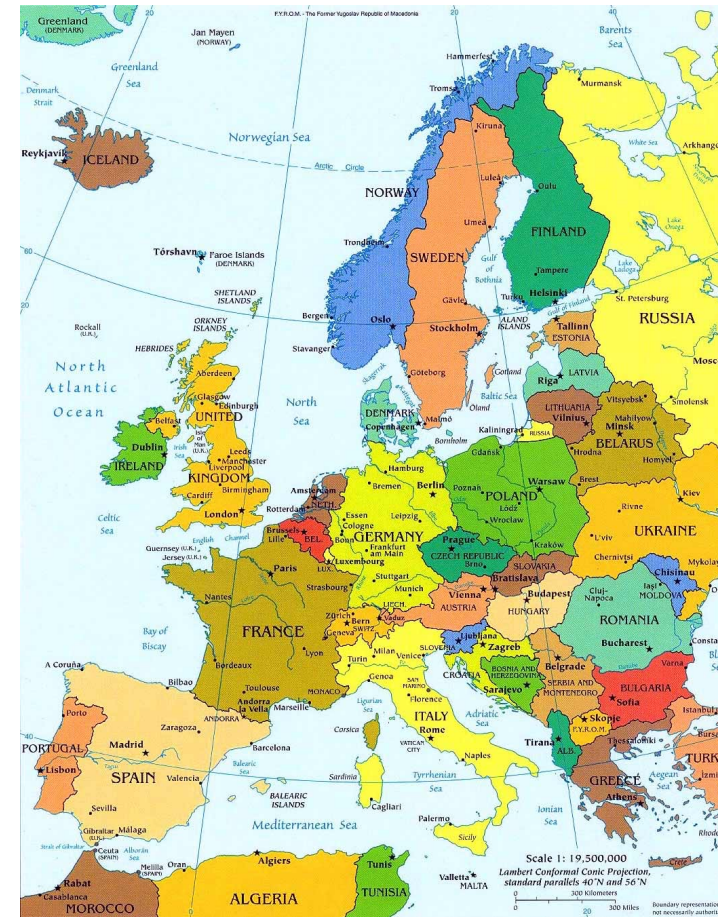 F.Y.R.O.M. - The Former Yugoslav Republic of Macedonia
Greenland
(DENMARK)
Jan Mayen
(NORWAY)
Barents
Sea
Greenland
Sea
Hammerfest
Tromsø
Murmansk
Denmark
Strait
Norwegian Sea
Kiruna
White Sea
Reykjavík
ICELAND
Arctic Circle
Luleå
Oulu
NORWAY
Umeå
FINLAND
Lake
Onega
Tórshavn
Faroe Islands
(DENMARK)
Trondheim
SWEDEN
Gulf
of
Bothnia
Tampere
Lake
Ladoga
SHETLAND
ISLANDS
Turku
Helsinki
St. Petersburg
Gävle
ALAND
ISLANDS
Gulf of Finland
RUSSIA
Rockall
(U.K.)
ORKNEY
ISLANDS
Bergen
Oslo
Stockholm
Tallinn
ESTONIA
HEBRIDES
Stavanger
Skagerrak
Göteborg
Gotland
Riga
LATVIA
North
Atlantic
Ocean
Aberdeen
Glasgow
Edinburgh
UNITED
KINGDOM
North
Sea
DENMARK
Copenhagen
Malmö
Öland
Baltic Sea
Bornholm
LITHUANIA
Vilnius
Vitsyebsk
Smolensk
Belfast
Isle
of
Man
(U.K.)
Kaliningrad
RUSSIA
Minsk
Mahilyow
BELARUS
Dublin
IRELAND
Irish
Sea
Leeds
Manchester
Liverpool
Birmingham
Cardiff
London
Gdańsk
Hrodna
Homyel
Hamburg
Bremen
Berlin
Poznań
Warsaw
POLAND
Łódź
Brest
Amsterdam
NETH.
Rotterdam
Essen
Cologne
Bonn
Leipzig
Wrocław
Kraków
Rivne
Kiev
Celtic
Sea
English Channel
Guernsey (U.K.)
Jersey (U.K.)
Brussels
Lille
BEL.
LUX.
Luxembourg
GERMANY
Frankfurt
am Main
Prague
CZECH REPUBLIC
Brno
L'viv
UKRAINE
Chernivtsi
Paris
Strasbourg
Stuttgart
Munich
SLOVAKIA
Bratislava
Vienna
AUSTRIA
Budapest
HUNGARY
Chisinau
Iaşi
MOLDOVA
Nantes
Zürich
Bern
SWITZ.
LIECH.
Vaduz
Geneva
Cluj-
Napoca
ROMANIA
Bucharest
Bay of
Biscay
FRANCE
Lyon
Bordeaux
Milan
Venice
Turin
Genoa
Ljubljana
SLOVENIA
Zagreb
CROATIA
BOSNIA AND
HERZEGOVINA
Sarajevo
Belgrade
SERBIA AND
MONTENEGRO
Danube
Varna
BULGARIA
Sofia
A Coruña
Bilbao
Toulouse
Andorra
la Vella
ANDORRA
Marseille
MONACO
Ligurian
Sea
SAN
MARINO
Florence
Adriatic
Sea
Skopje
F.Y.R.O.M.
Istanbul
Porto
Zaragoza
Barcelona
Corsica
ITALY
Rome
VATICAN
CITY
Naples
Tirana
ALB.
Thessaloníki
PORTUGAL
Lisbon
Madrid
SPAIN
Valencia
Balearic
Sea
BALEARIC
ISLANDS
Sardinia
Cagliari
Tyrrhenian
Sea
GREECE
Aegean
Sea
Athens
Sevilla
Gibraltar
(U.K.)
Málaga
Strait of Gibraltar
Alborán
Sea
Ceuta
(SPAIN)
Melilla
(SPAIN)
Oran
Mediterranean Sea
Palermo
Sicily
Ionian
Sea
Crete
Rabat
Casablanca
MOROCCO
Algiers
ALGERIA
Tunis
TUNISIA
Valletta
MALTA
Scale 1: 19,500,000
Lambert Conformal Conic Projection,
standard parallels 40°N and 56°N
300 Kilometers
300 Miles